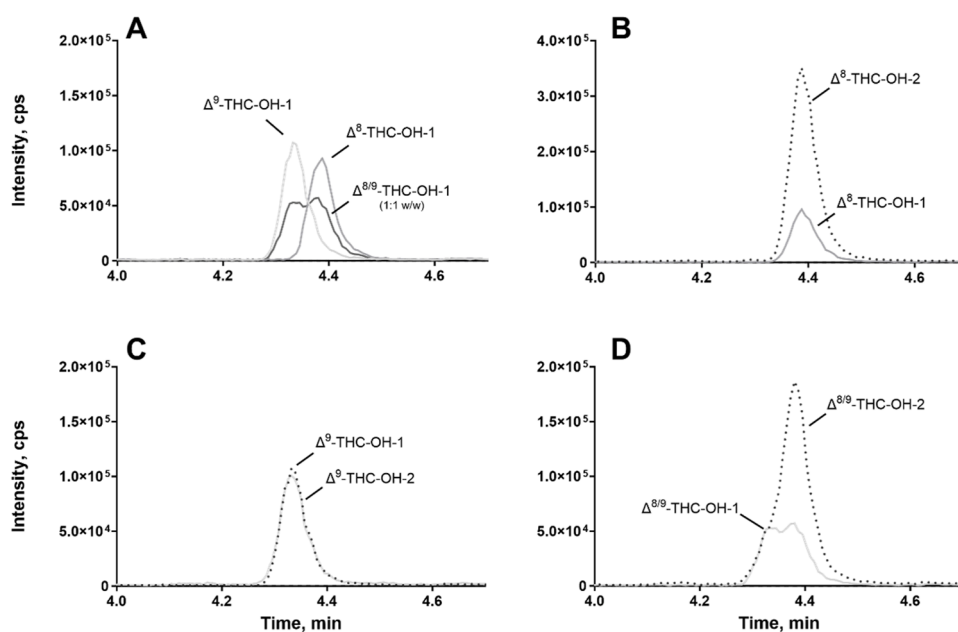 A
Intensity, cps
2.0×10⁵
1.5×10⁵
1.0×10⁵
5.0×10⁴
0
4.0
4.2
4.4
4.6
Δ⁹-THC-OH-1
Δ⁸-THC-OH-1
Δ⁸/⁹-THC-OH-1
(1:1 w/w)
B
4.0×10⁵
3.0×10⁵
1.0×10⁵
1.0×10⁵
0
4.0
4.2
4.4
4.6
Δ⁸-THC-OH-2
Δ⁸-THC-OH-1
C
Intensity, cps
2.0×10⁵
1.5×10⁵
1.0×10⁵
5.0×10⁴
0
4.0
4.2
4.4
4.6
Time, min
Δ⁹-THC-OH-1
Δ⁹-THC-OH-2
D
2.0×10⁵
1.5×10⁵
1.0×10⁵
5.0×10⁴
0
4.0
4.2
4.4
4.6
Time, min
Δ⁸/⁹-THC-OH-2
Δ⁸/⁹-THC-OH-1